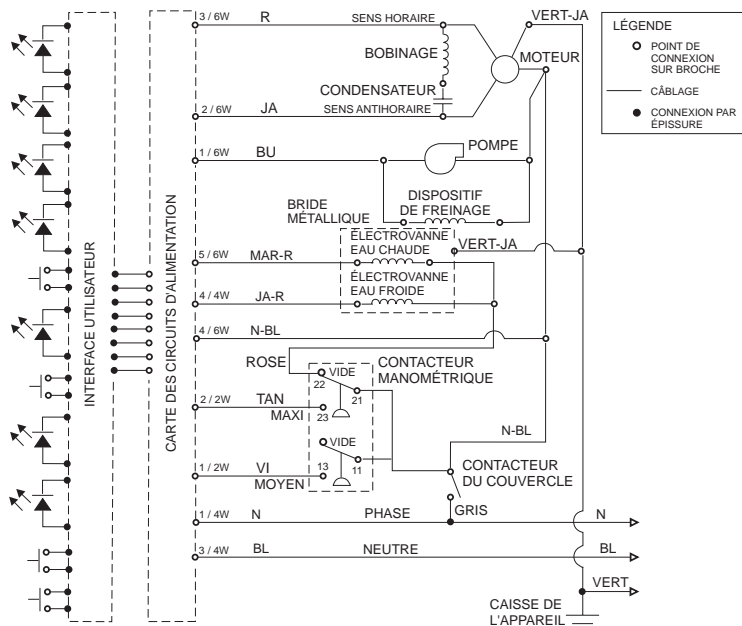 3 / 6W
R
SENS HORAIRE
VERT-JA
LÉGENDE
POINT DE
CONNEXION
SUR BROCHE
CÂBLAGE
CONNEXION PAR
ÉPISSURE
BOBINAGE
MOTEUR
CONDENSATEUR
2 / 6W
JA
SENS ANTIHORAIRE
1 / 6W
BU
POMPE
DISPOSITIF
DE FREINAGE
BRIDE
MÉTALLIQUE
ÉLECTROVANNE
EAU CHAUDE
VERT-JA
5 / 6W
MAR-R
ÉLECTROVANNE
EAU FROIDE
4 / 4W
JA-R
4 / 6W
N-BL
INTERFACE UTILISATEUR
CARTE DES CIRCUITS D'ALIMENTATION
ROSE
VIDE
22
21
CONTACTEUR
MANOMÉTRIQUE
2 / 2W
TAN
MAXI
23
VIDE
N-BL
1 / 2W
VI
MOYEN
13
11
CONTACTEUR
DU COUVERCLE
GRIS
1 / 4W
N
PHASE
N
3 / 4W
BL
NEUTRE
BL
VERT
CAISSE DE
L'APPAREIL